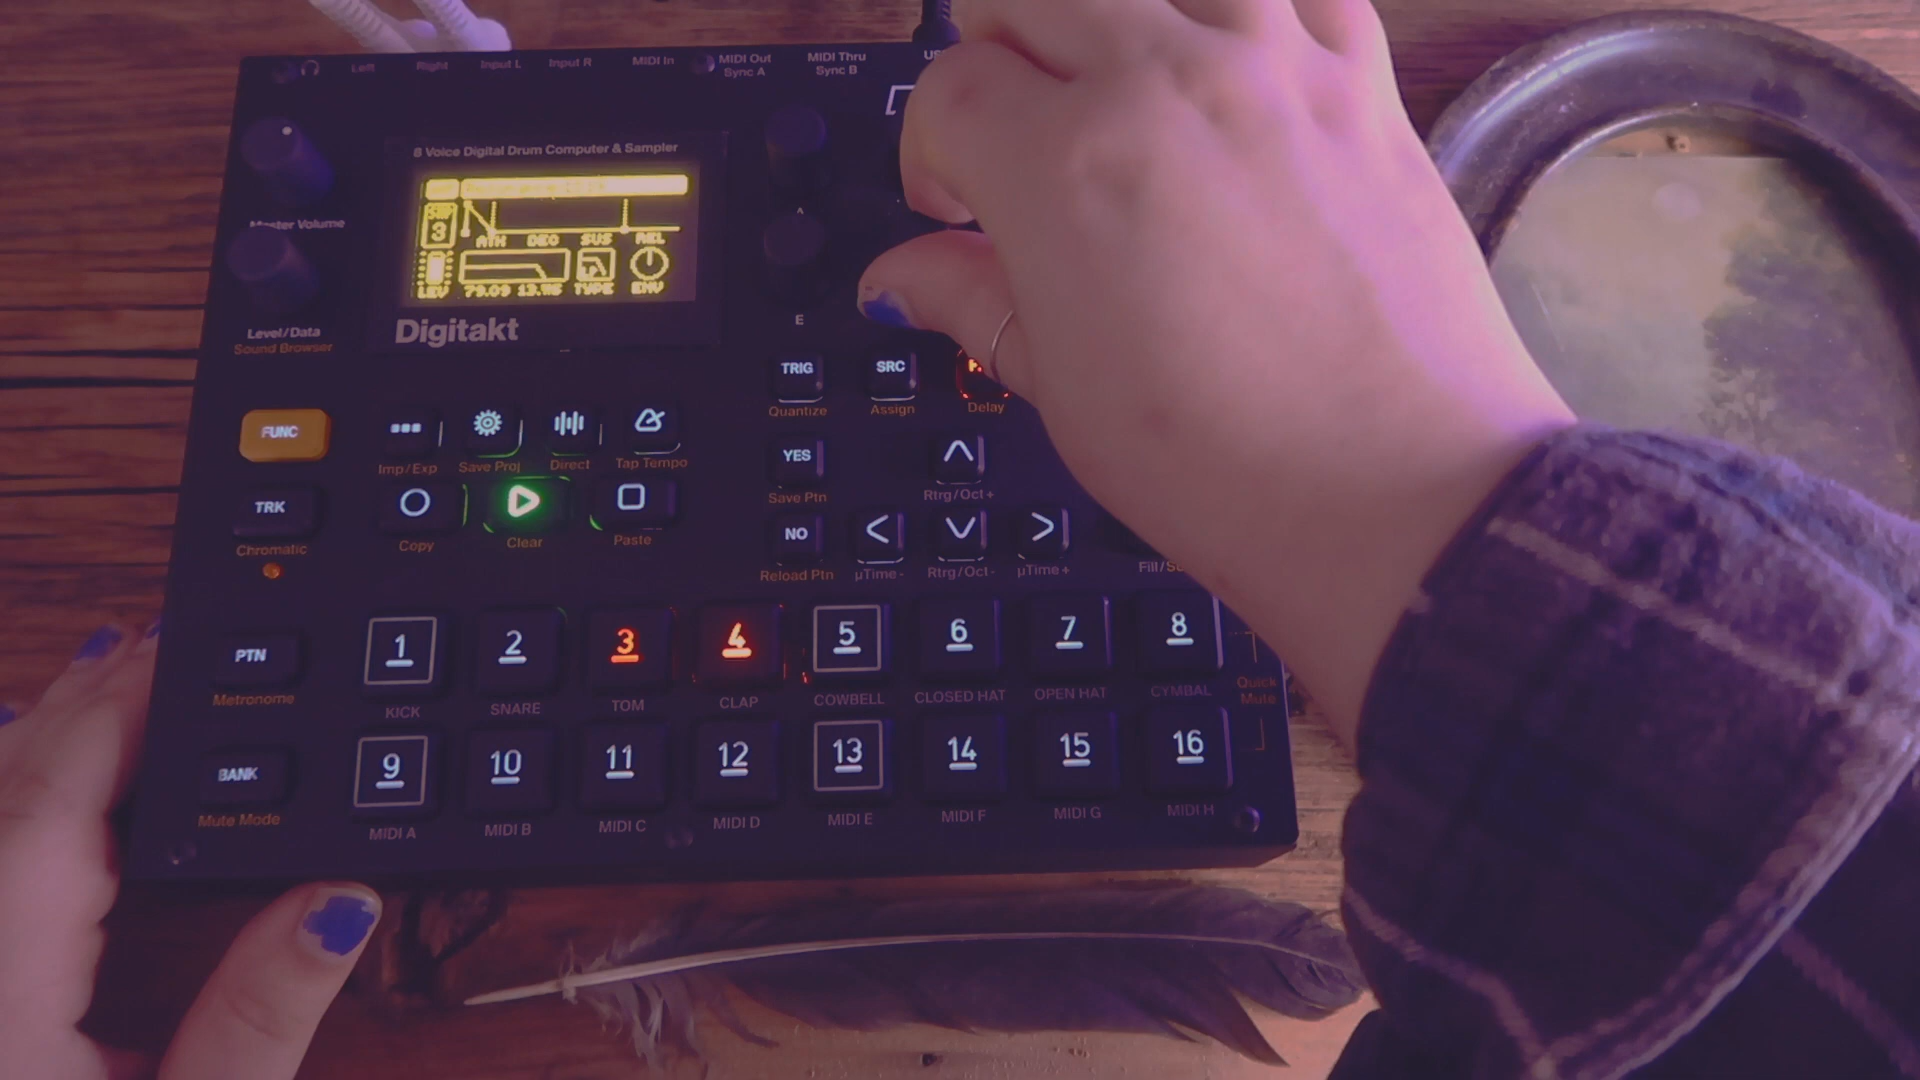 Left
Right
Input L
Input R
MIDI In
MIDI Out
Sync A
MIDI Thru
Sync B
8 Voice Digital Drum Computer & Sampler
Master Volume
3
ATK DEC SUS REL
LEV
TYPE ENV
Level/Data
Sound Browser
Digitakt
A
E
TRIG
Quantize
SRC
Assign
Delay
FUNC
Imp/Exp
Save Proj
Direct
Tap Tempo
YES
Save Ptn
Rtrg/Oct+
TRK
Chromatic
Copy
Clear
Paste
NO
Reload Ptn
µTime-
Rtrg/Oct-
µTime+
Fill/
PTN
Metronome
1
KICK
2
SNARE
3
TOM
4
CLAP
5
COWBELL
6
CLOSED HAT
7
OPEN HAT
8
CYMBAL
Quick
Mute
BANK
Mute Mode
9
MIDI A
10
MIDI B
11
MIDI C
12
MIDI D
13
MIDI E
14
MIDI F
15
MIDI G
16
MIDI H